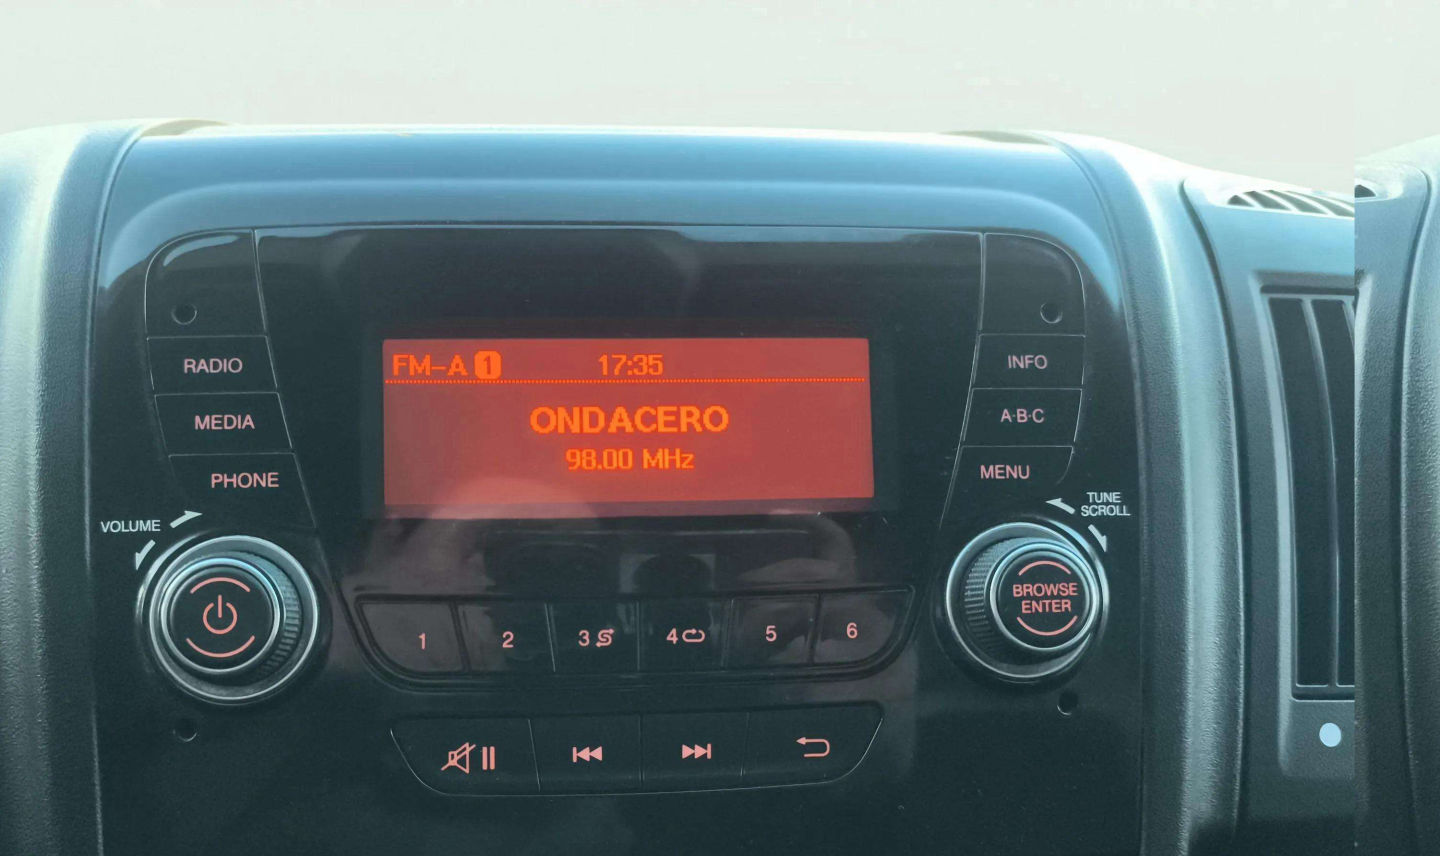 RADIO
MEDIA
PHONE
VOLUME
FM-A 1 17:35
ONDACERO
98.00 MHz
INFO
A·B·C
MENU
TUNE
SCROLL
BROWSE
ENTER
1 2 3 4 5 6